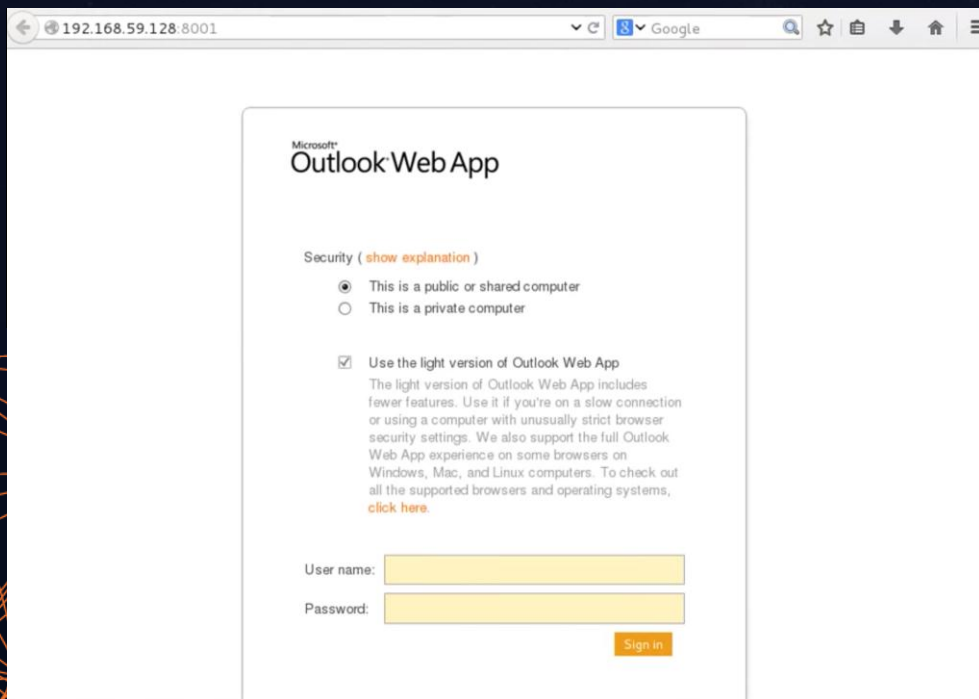 192.168.59.128:8001
8 Google
Microsoft®
Outlook Web App
Security ( show explanation )
This is a public or shared computer
This is a private computer
Use the light version of Outlook Web App
The light version of Outlook Web App includes
fewer features. Use it if you're on a slow connection
or using a computer with unusually strict browser
security settings. We also support the full Outlook
Web App experience on some browsers on
Windows, Mac, and Linux computers. To check out
all the supported browsers and operating systems,
click here.
User name:
Password:
Sign in